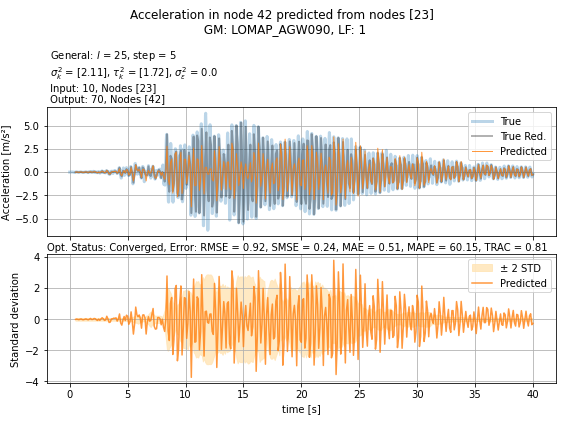 Acceleration in node 42 predicted from nodes [23]
GM: LOMAP_AGW090, LF: 1
General: l = 25, step = 5
σ²ₖ = [2.11], τ²ₖ = [1.72], σ²ε = 0.0
Input: 10, Nodes [23]
Output: 70, Nodes [42]
Acceleration [m/s²]
5.0
2.5
0.0
−2.5
−5.0
True
True Red.
Predicted
Opt. Status: Converged, Error: RMSE = 0.92, SMSE = 0.24, MAE = 0.51, MAPE = 60.15, TRAC = 0.81
Standard deviation
4
2
0
−2
−4
± 2 STD
Predicted
0 5 10 15 20 25 30 35 40
time [s]